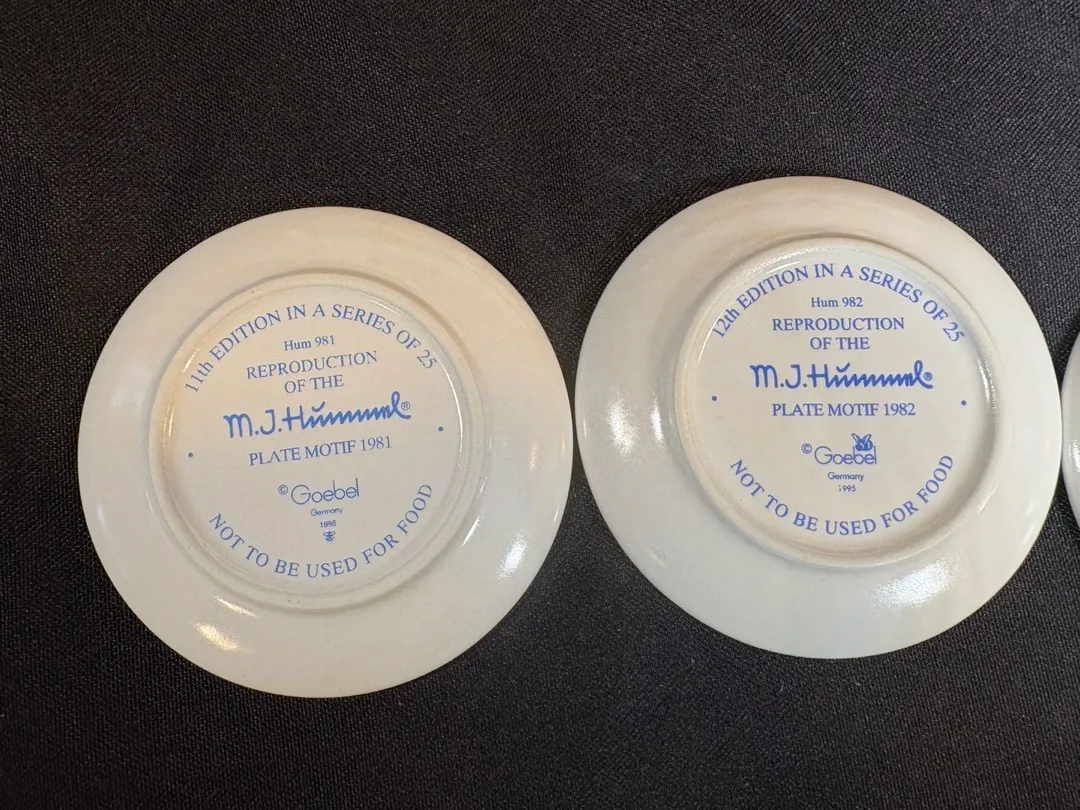 11th EDITION IN A SERIES OF 25
Hum 981
REPRODUCTION
OF THE
M.J.Hummel®
PLATE MOTIF 1981
© Goebel
Germany
1995
NOT TO BE USED FOR FOOD
12th EDITION IN A SERIES OF 25
Hum 982
REPRODUCTION
OF THE
M.J.Hummel®
PLATE MOTIF 1982
© Goebel
Germany
1995
NOT TO BE USED FOR FOOD